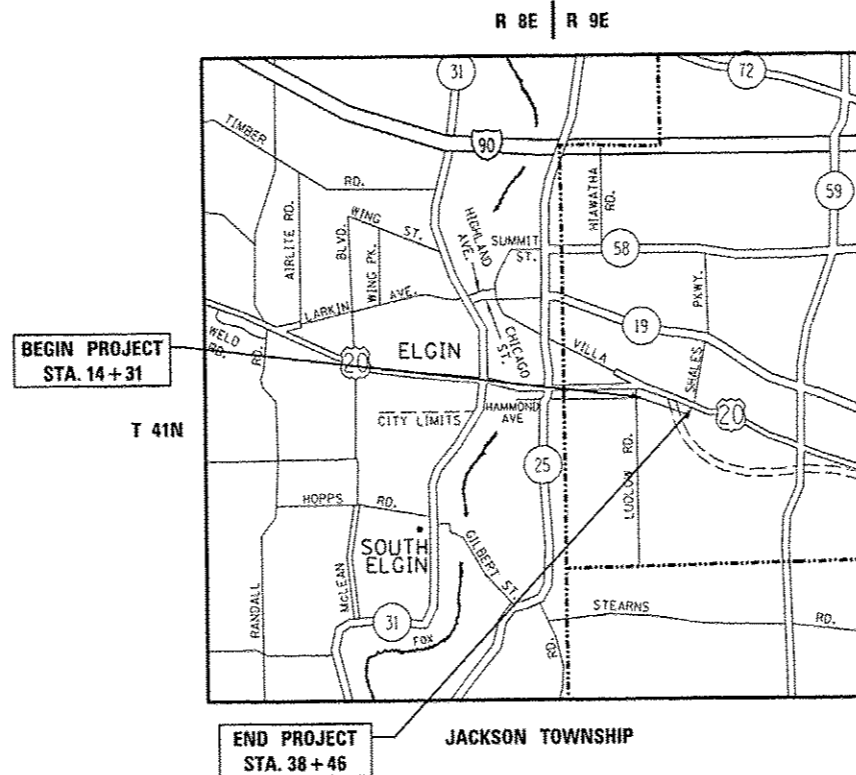 R 8E | R 9E
31
72
90
59
TIMBER RD.
HIAWATHA RD.
AIRLITE RD.
BLVD.
WING ST.
WING PK.
HIGHLAND AVE.
SUMMIT ST.
58
PKWY.
LARKIN AVE.
19
WELD RD.
RD.
CHICAGO ST.
VILLA
SHALES
BEGIN PROJECT
STA. 14+31
20
ELGIN
20
T 41N
CITY LIMITS
HAMMOND AVE
25
LUDLOW RD.
HOPPS RD.
SOUTH ELGIN
GILBERT ST.
RANDALL
MCLEAN
31
FOX
RD.
STEARNS RD.
END PROJECT
STA. 38+46
JACKSON TOWNSHIP